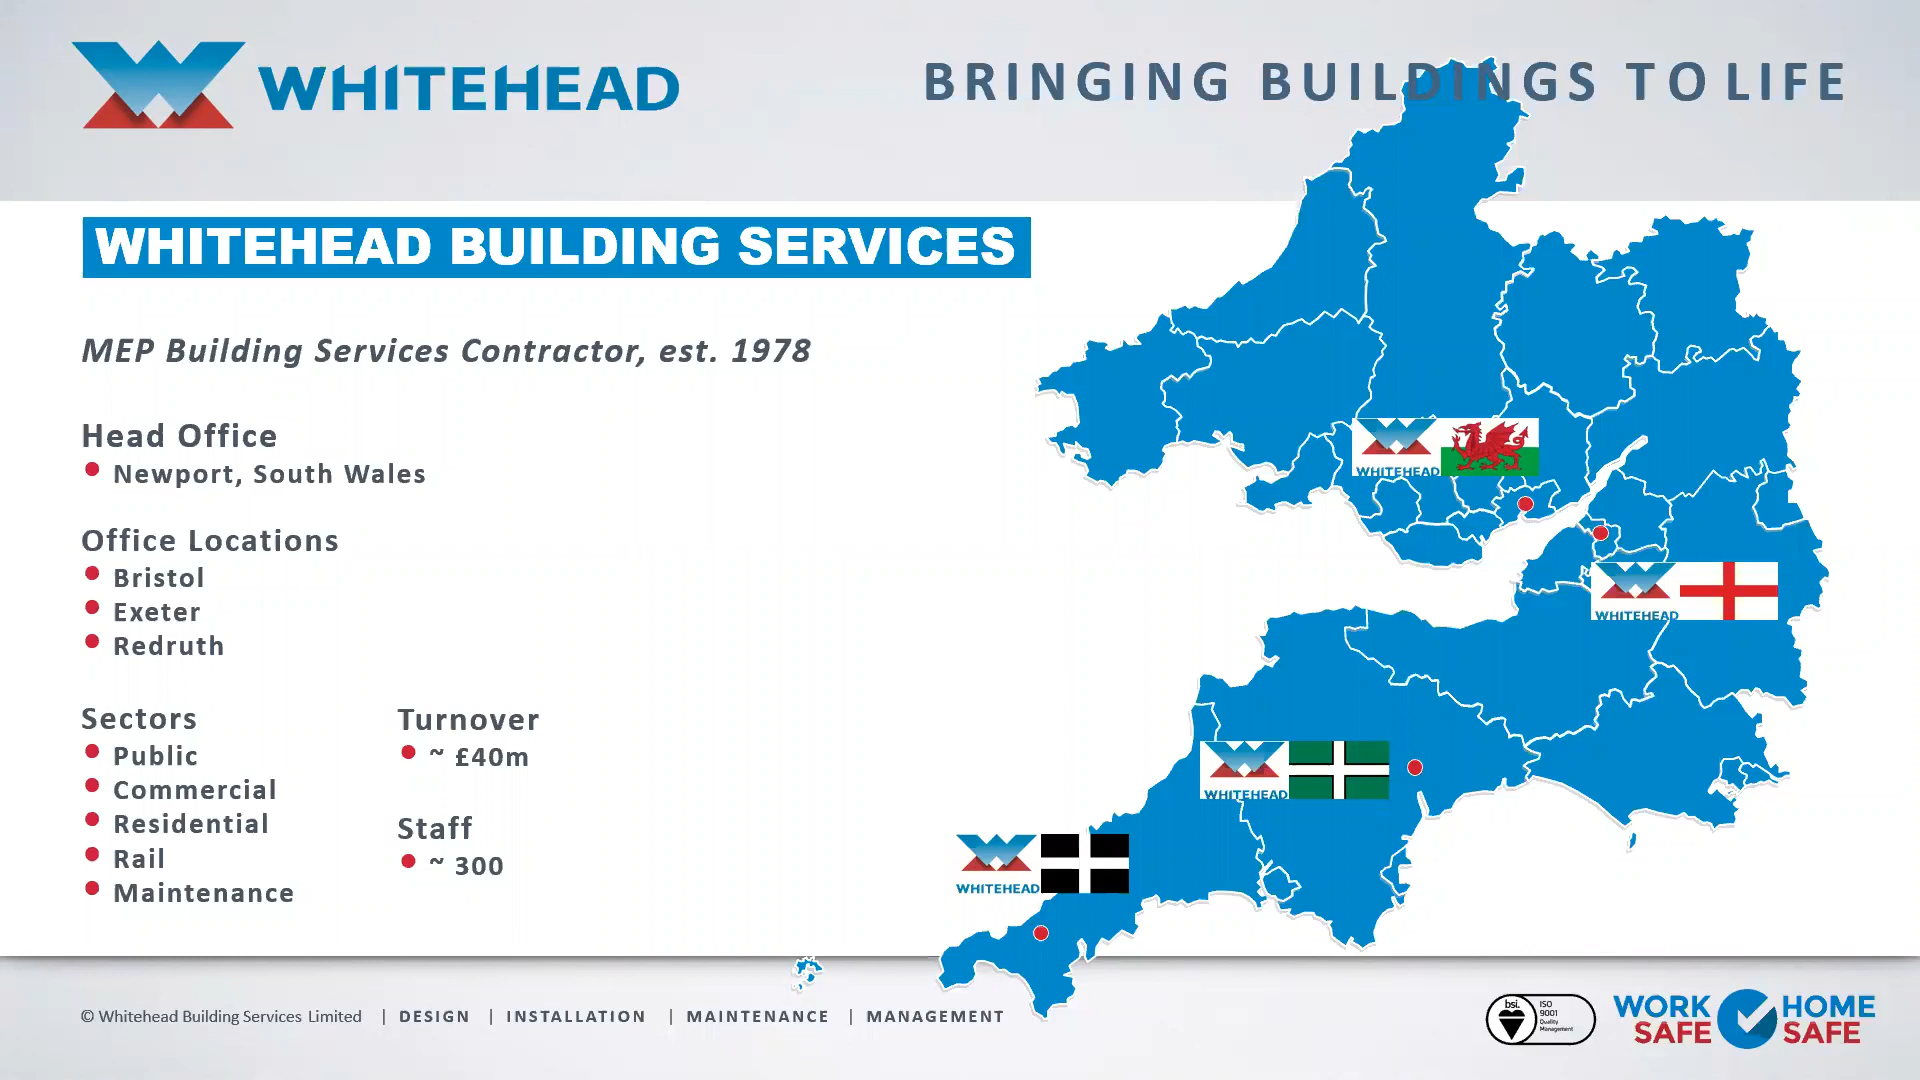 WHITEHEAD
BRINGING BUILDINGS TO LIFE
WHITEHEAD BUILDING SERVICES
MEP Building Services Contractor, est. 1978
Head Office
Newport, South Wales
Office Locations
Bristol
Exeter
Redruth
Sectors
Public
Commercial
Residential
Rail
Maintenance
Turnover
~ £40m
Staff
~ 300
WHITEHEAD
WHITEHEAD
WHITEHEAD
WHITEHEAD
© Whitehead Building Services Limited | DESIGN | INSTALLATION | MAINTENANCE | MANAGEMENT
bsi.
ISO
9001
Quality
Management
WORK
SAFE
HOME
SAFE